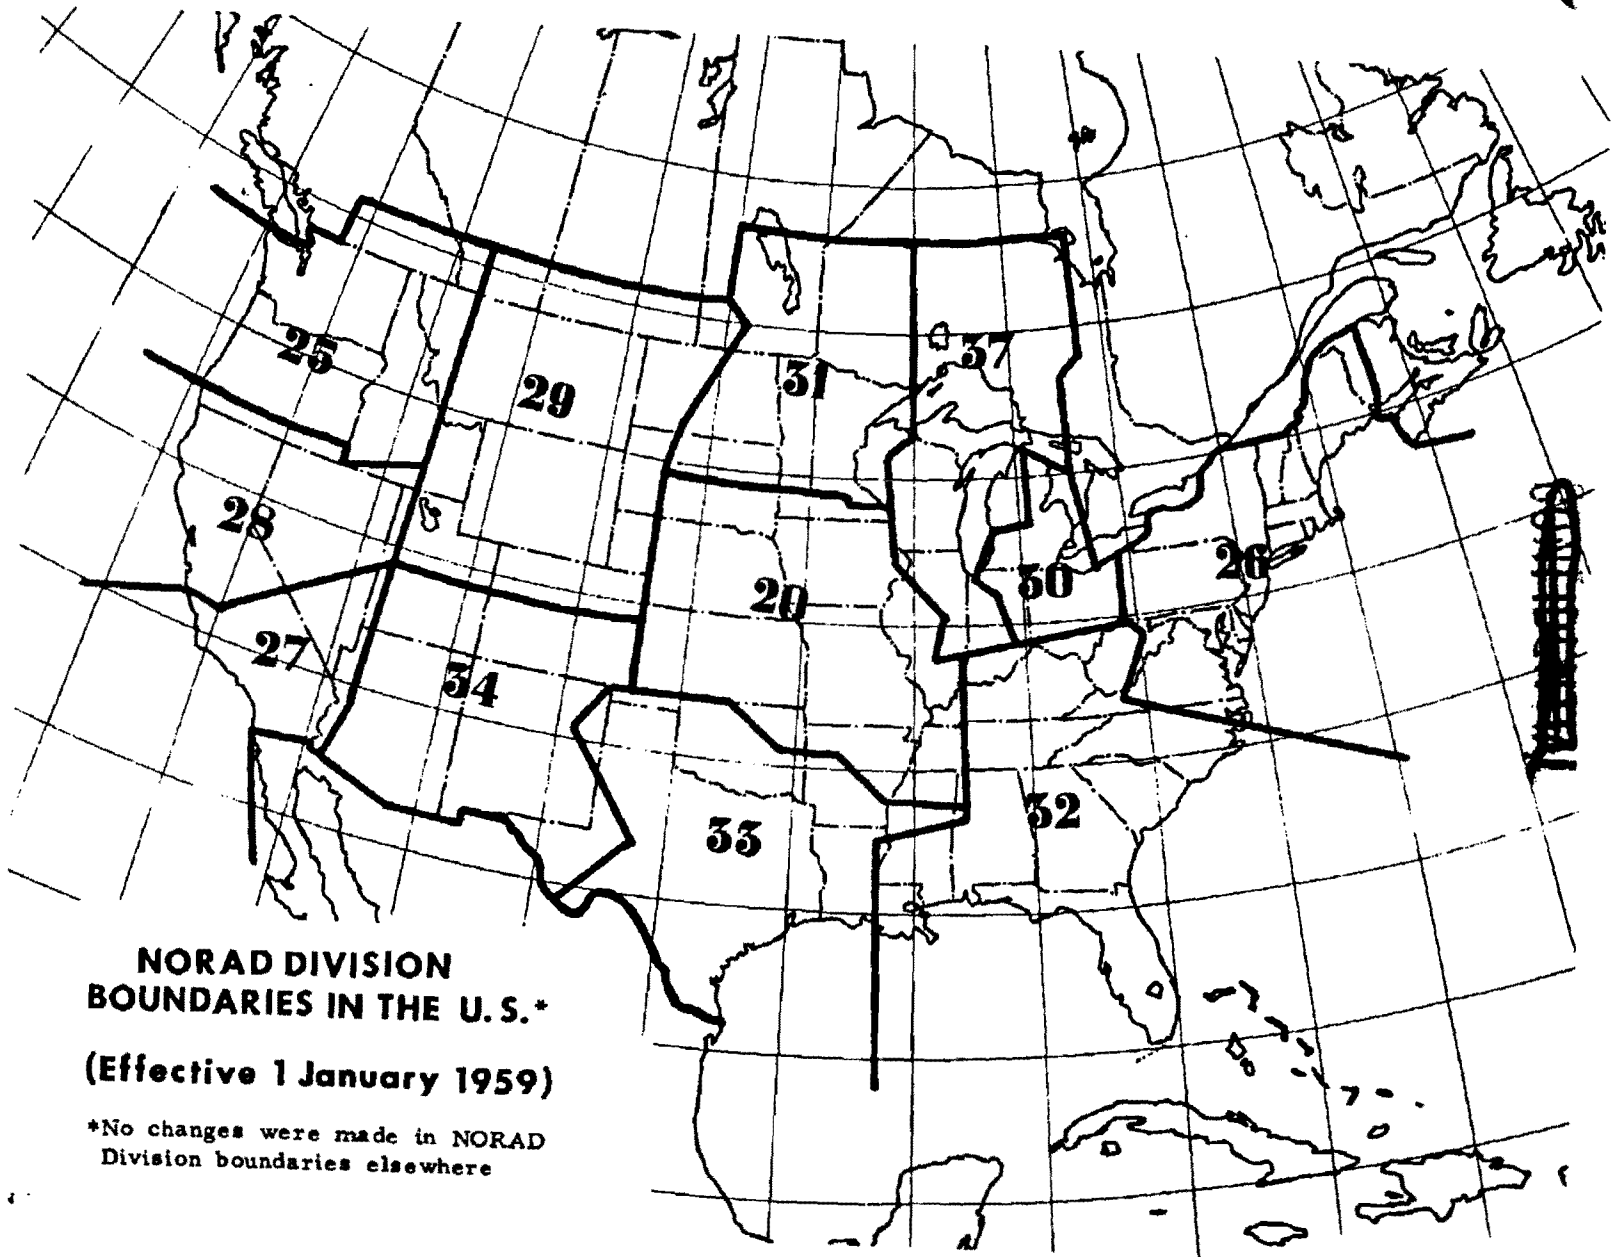 37
25
31
29
28
26
30
20
27
34
32
33
NORAD DIVISION
BOUNDARIES IN THE U. S.*
(Effective 1 January 1959)
*No changes were made in NORAD
Division boundaries elsewhere